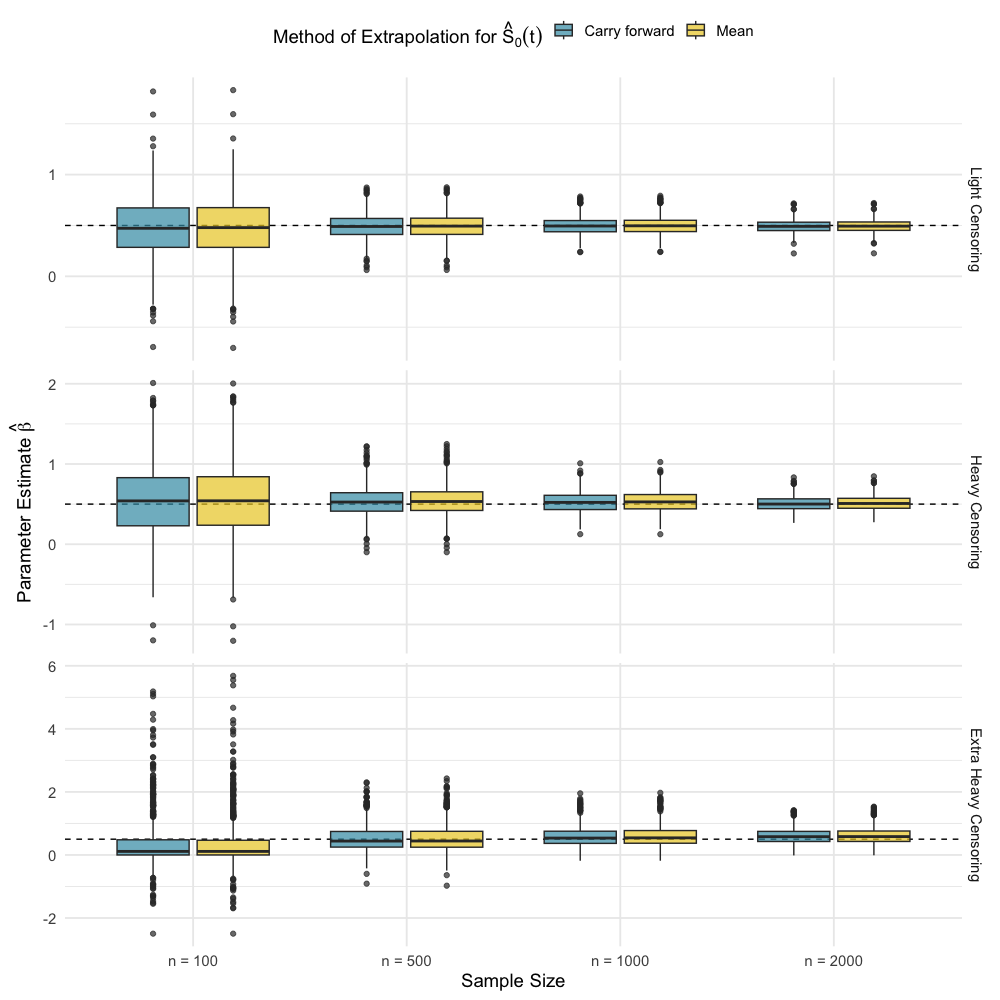 Method of Extrapolation for Ŝ₀(t) Carry forward Mean
1
0
Light Censoring
2
1
0
-1
Heavy Censoring
6
4
2
0
-2
Extra Heavy Censoring
Parameter Estimate β̂
n = 100 n = 500 n = 1000 n = 2000
Sample Size